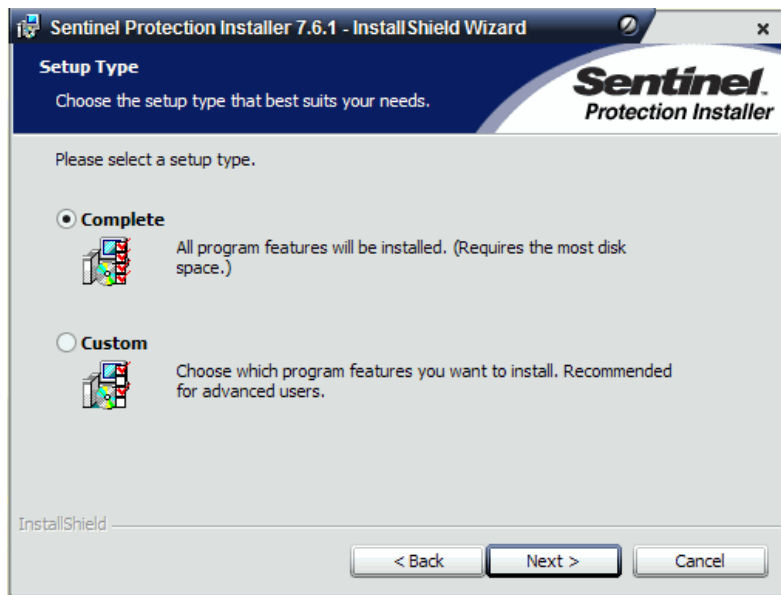 Sentinel Protection Installer 7.6.1 - InstallShield Wizard
Setup Type
Choose the setup type that best suits your needs.
Sentinel.
Protection Installer
Please select a setup type.
Complete
All program features will be installed. (Requires the most disk
space.)
Custom
Choose which program features you want to install. Recommended
for advanced users.
InstallShield
< Back
Next >
Cancel